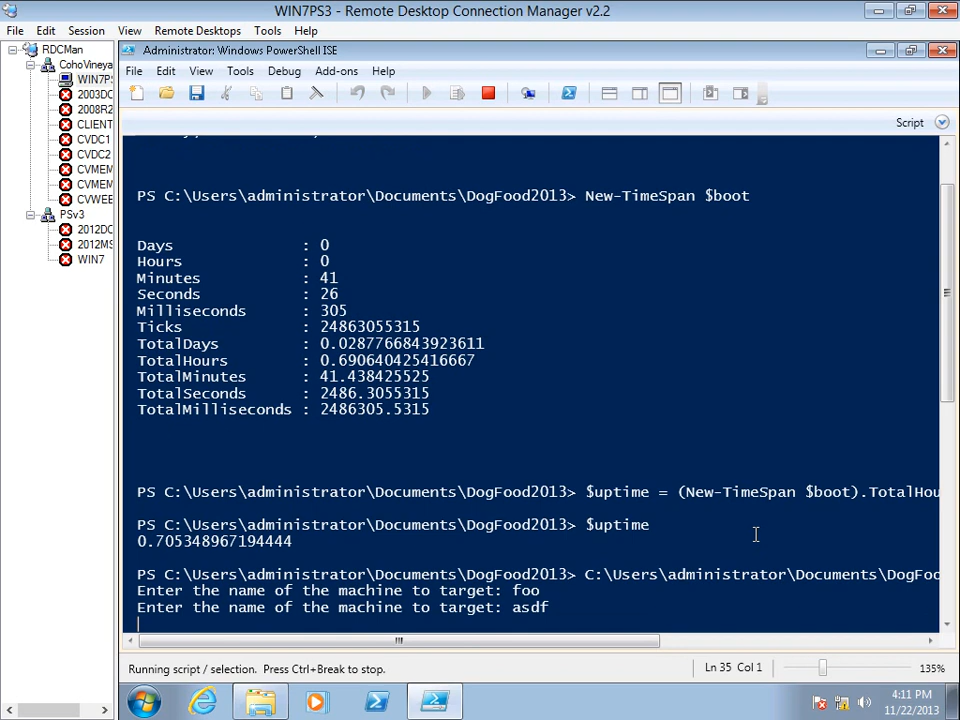 WIN7PS3 - Remote Desktop Connection Manager v2.2
File Edit Session View Remote Desktops Tools Help
RDCMan
CohoVineya
WIN7PS
2003DC
2008R2
CLIENT
CVDC1
CVDC2
CVMEM
CVMEM
CVWEE
PSv3
2012DC
2012MS
WIN7
Administrator: Windows PowerShell ISE
File Edit View Tools Debug Add-ons Help
Script
PS C:\Users\administrator\Documents\DogFood2013> New-TimeSpan $boot
Days : 0
Hours : 0
Minutes : 41
Seconds : 26
Milliseconds : 305
Ticks : 24863055315
TotalDays : 0.0287766843923611
TotalHours : 0.690640425416667
TotalMinutes : 41.438425525
TotalSeconds : 2486.3055315
TotalMilliseconds : 2486305.5315
PS C:\Users\administrator\Documents\DogFood2013> $uptime = (New-TimeSpan $boot).TotalHou
PS C:\Users\administrator\Documents\DogFood2013> $uptime
0.705348967194444
PS C:\Users\administrator\Documents\DogFood2013> C:\Users\administrator\Documents\DogFoo
Enter the name of the machine to target: foo
Enter the name of the machine to target: asdf
Running script / selection. Press Ctrl+Break to stop.
Ln 35 Col 1
135%
4:11 PM
11/22/2013